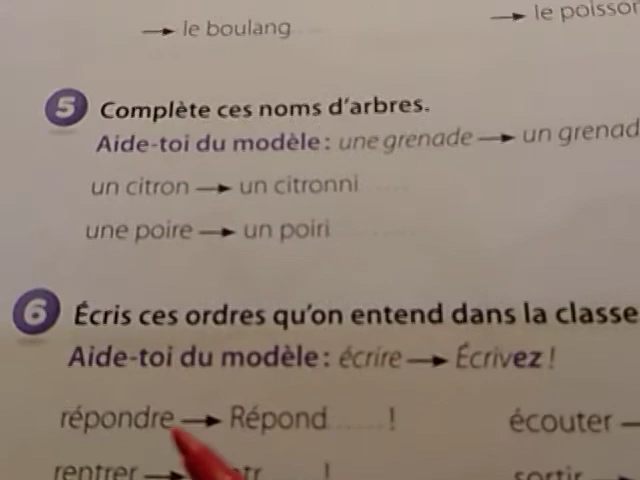 → le boulang
→ le poisson
5 Complète ces noms d'arbres.
Aide-toi du modèle : une grenade → un grenad
un citron → un citronni ......
une poire → un poiri ......
6 Écris ces ordres qu'on entend dans la classe
Aide-toi du modèle : écrire → Écrivez !
répondre → Répond ...... !
écouter →
rentrer → !
sortir →